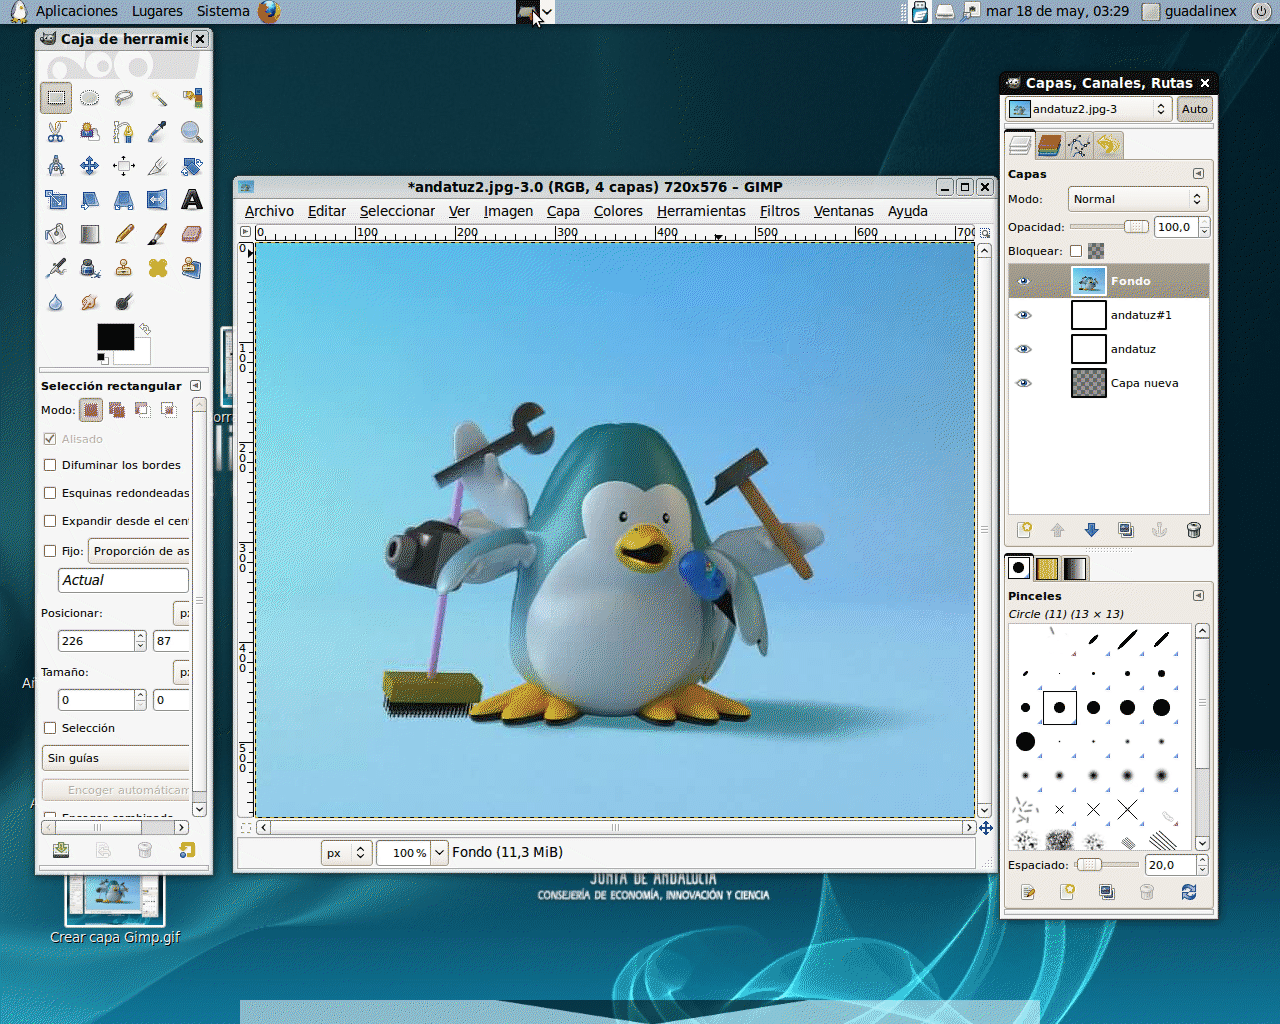 Aplicaciones Lugares Sistema
mar 18 de may, 03:29 guadalinex
Caja de herramie
Selección rectangular
Modo:
Alisado
Difuminar los bordes
Esquinas redondeadas
Expandir desde el cen
Fijo: Proporción de as
Actual
Posicionar: px
226 87
Tamaño: px
0 0
Selección
Sin guías
Encoger automáticam
Encoger combinado
*andatuz2.jpg-3.0 (RGB, 4 capas) 720x576 – GIMP
Archivo Editar Seleccionar Ver Imagen Capa Colores Herramientas Filtros Ventanas Ayuda
0 100 200 300 400 500 600 700
0
100
200
300
400
500
px 100 % Fondo (11,3 MiB)
Capas, Canales, Rutas
andatuz2.jpg-3 Auto
Capas
Modo: Normal
Opacidad: 100,0
Bloquear:
Fondo
andatuz#1
andatuz
Capa nueva
Pinceles
Circle (11) (13 × 13)
Espaciado: 20,0
JUNTA DE ANDALUCIA
CONSEJERÍA DE ECONOMÍA, INNOVACIÓN Y CIENCIA
Crear capa Gimp.gif